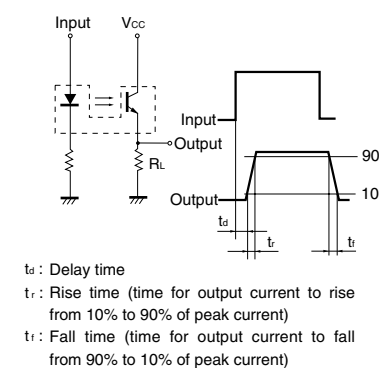 Input
Vcc
Input
Output
RL
90
10
Output
td
tr
tf
td : Delay time
tr : Rise time (time for output current to rise
from 10% to 90% of peak current)
tf : Fall time (time for output current to fall
from 90% to 10% of peak current)